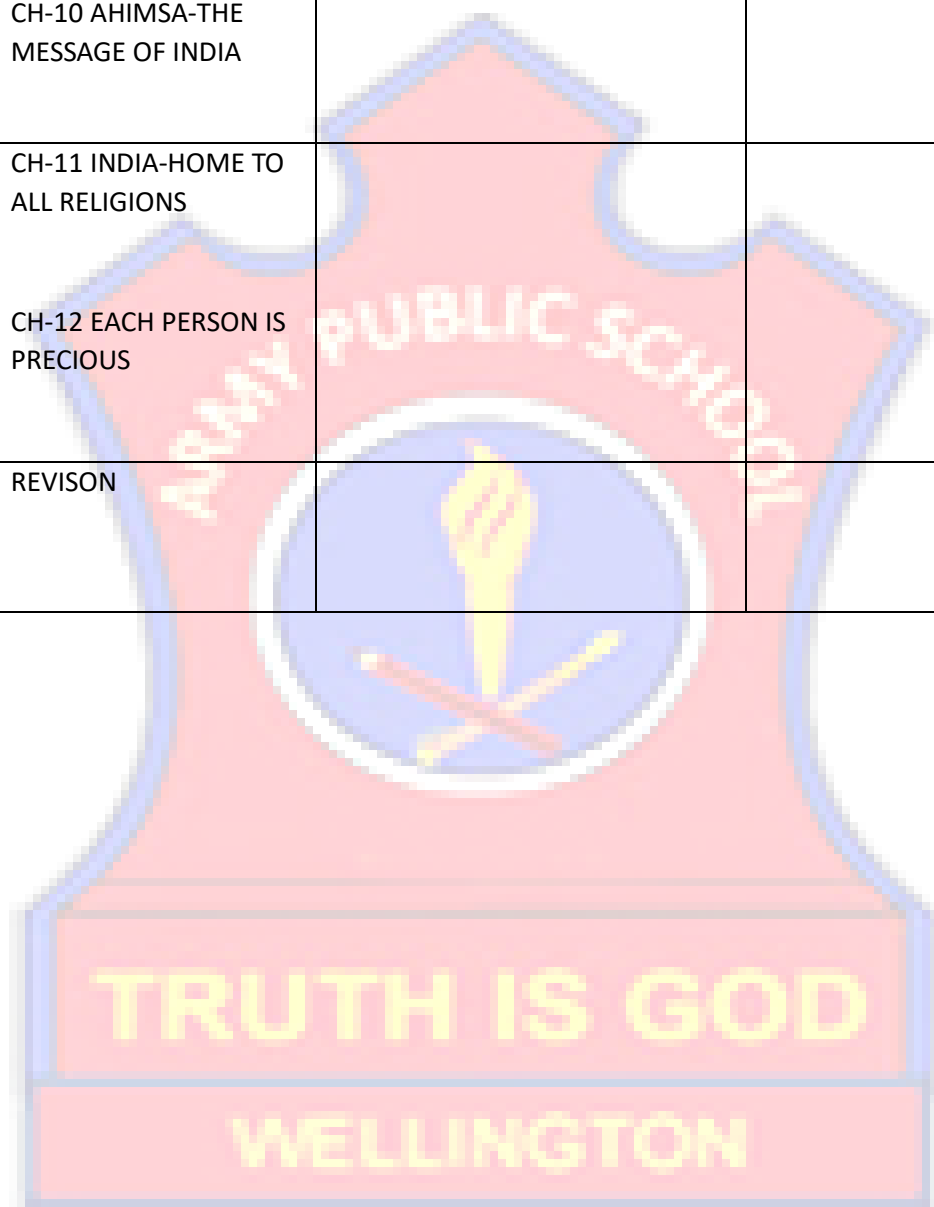 CH-10 AHIMSA-THE
MESSAGE OF INDIA
CH-11 INDIA-HOME TO
ALL RELIGIONS
CH-12 EACH PERSON IS
PRECIOUS
REVISON
ARMY PUBLIC SCHOOL
TRUTH IS GOD
WELLINGTON